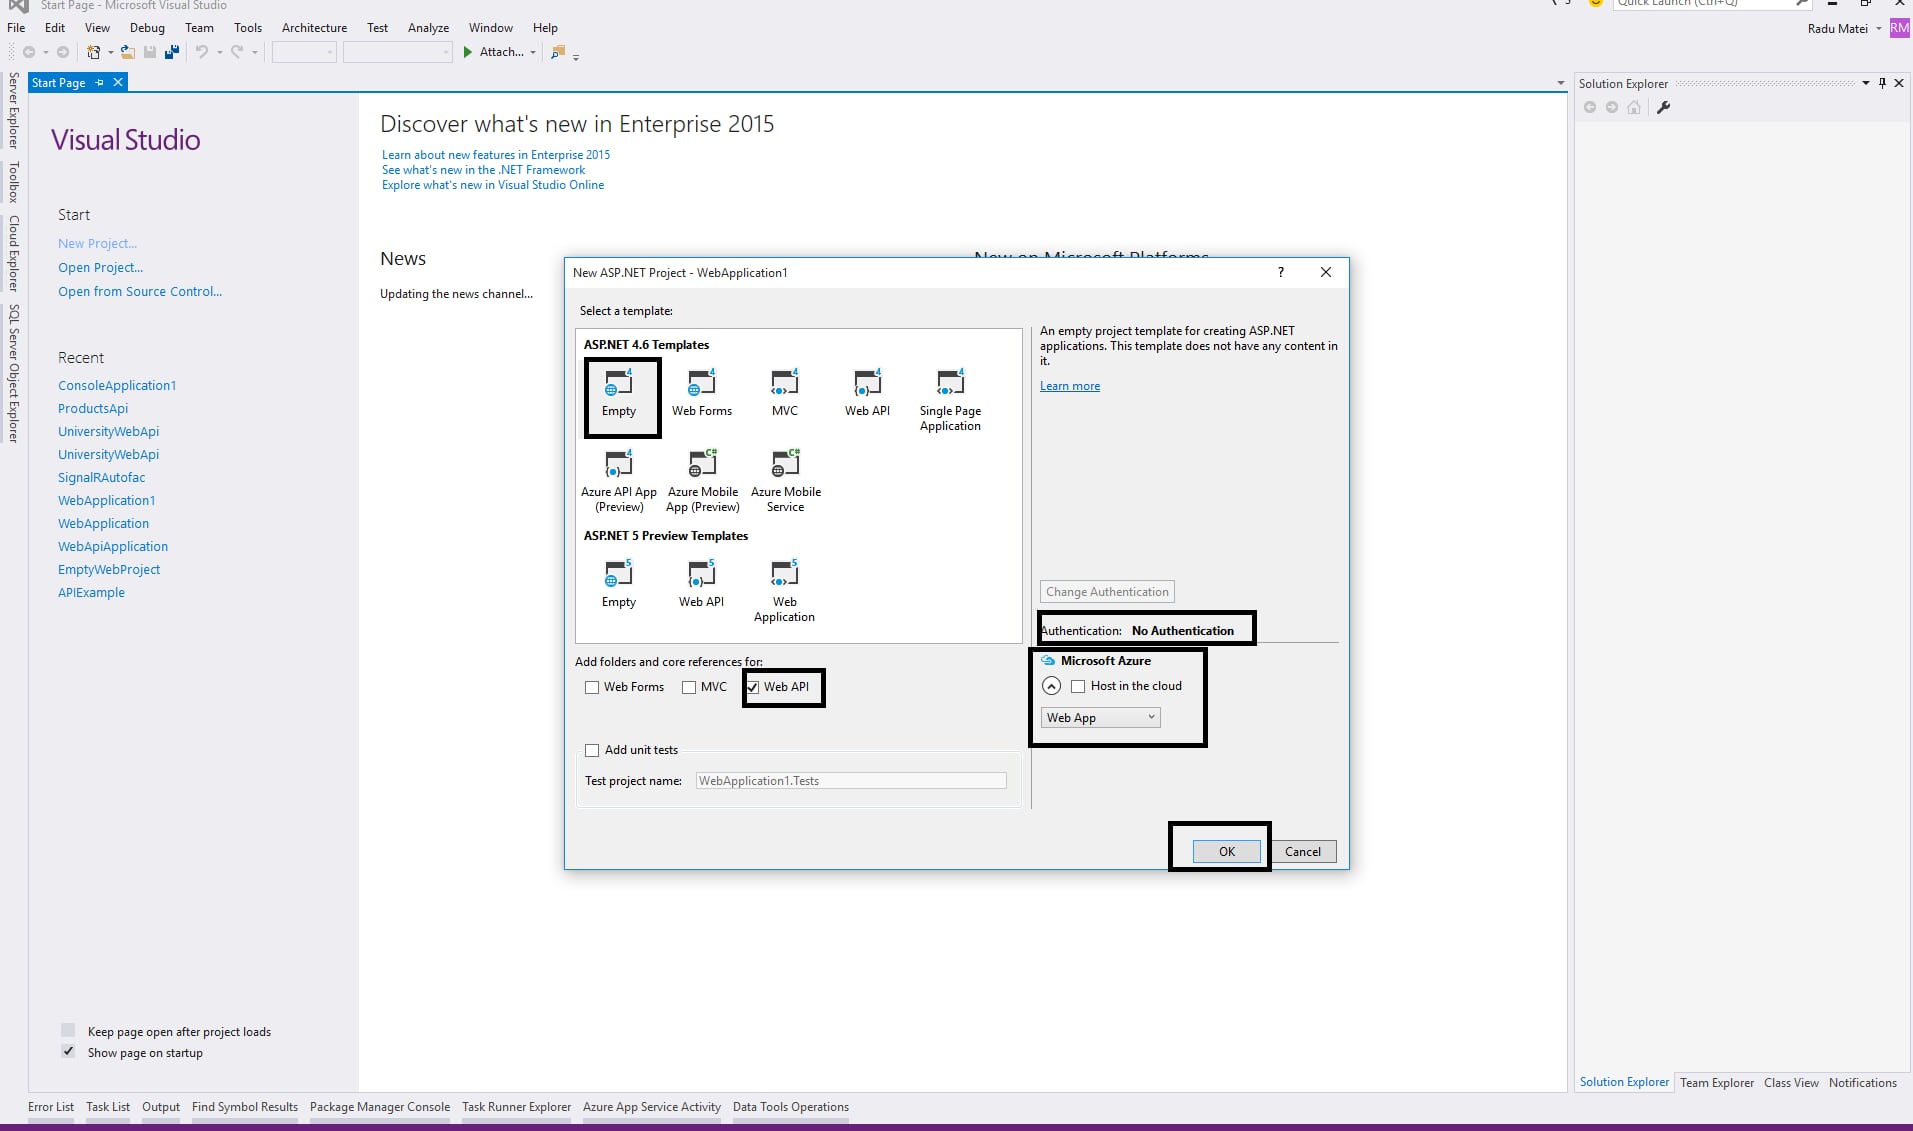 Start Page - Microsoft Visual Studio
Quick Launch (Ctrl+Q)
File Edit View Debug Team Tools Architecture Test Analyze Window Help
Radu Matei RM
Attach...
Server Explorer
Toolbox
Cloud Explorer
SQL Server Object Explorer
Start Page
Visual Studio
Start
New Project...
Open Project...
Open from Source Control...
Recent
ConsoleApplication1
ProductsApi
UniversityWebApi
UniversityWebApi
SignalRAutofac
WebApplication1
WebApplication
WebApiApplication
EmptyWebProject
APIExample
Keep page open after project loads
Show page on startup
Discover what's new in Enterprise 2015
Learn about new features in Enterprise 2015
See what's new in the .NET Framework
Explore what's new in Visual Studio Online
News
Updating the news channel...
New on Microsoft Platforms
New ASP.NET Project - WebApplication1
?
Select a template:
ASP.NET 4.6 Templates
4 4 4 4 4
Empty Web Forms MVC Web API Single Page
Application
4 C# C#
Azure API App Azure Mobile Azure Mobile
(Preview) App (Preview) Service
ASP.NET 5 Preview Templates
5 5 5
Empty Web API Web
Application
Add folders and core references for:
Web Forms MVC Web API
Add unit tests
Test project name: WebApplication1.Tests
An empty project template for creating ASP.NET
applications. This template does not have any content in
it.
Learn more
Change Authentication
Authentication: No Authentication
Microsoft Azure
Host in the cloud
Web App
OK Cancel
Solution Explorer
Solution Explorer Team Explorer Class View Notifications
Error List Task List Output Find Symbol Results Package Manager Console Task Runner Explorer Azure App Service Activity Data Tools Operations